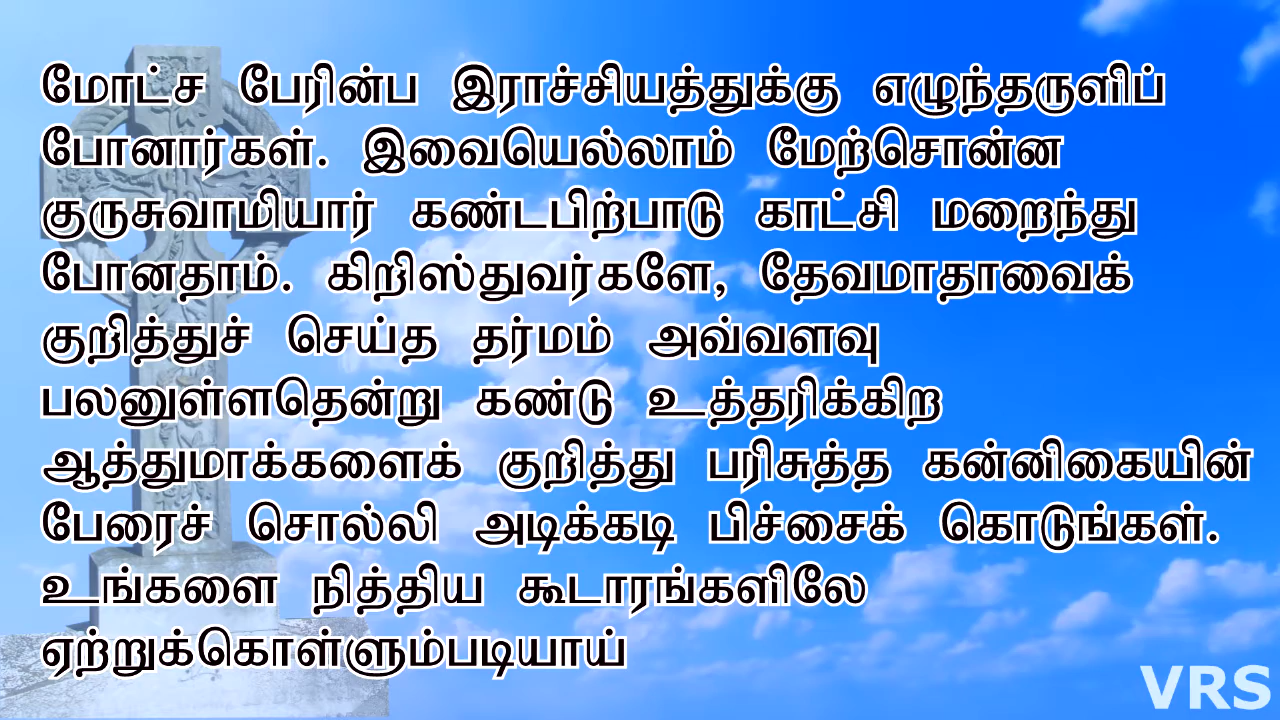 மோட்ச பேரின்ப இராச்சியத்துக்கு எழுந்தருளிப்
போனார்கள். இவையெல்லாம் மேற்சொன்ன
குருசுவாமியார் கண்டபிற்பாடு காட்சி மறைந்து
போனதாம். கிறிஸ்துவர்களே, தேவமாதாவைக்
குறித்துச் செய்த தர்மம் அவ்வளவு
பலனுள்ளதென்று கண்டு உத்தரிக்கிற
ஆத்துமாக்களைக் குறித்து பரிசுத்த கன்னிகையின்
பேரைச் சொல்லி அடிக்கடி பிச்சைக் கொடுங்கள்.
உங்களை நித்திய கூடாரங்களிலே
ஏற்றுக்கொள்ளும்படியாய்
VRS